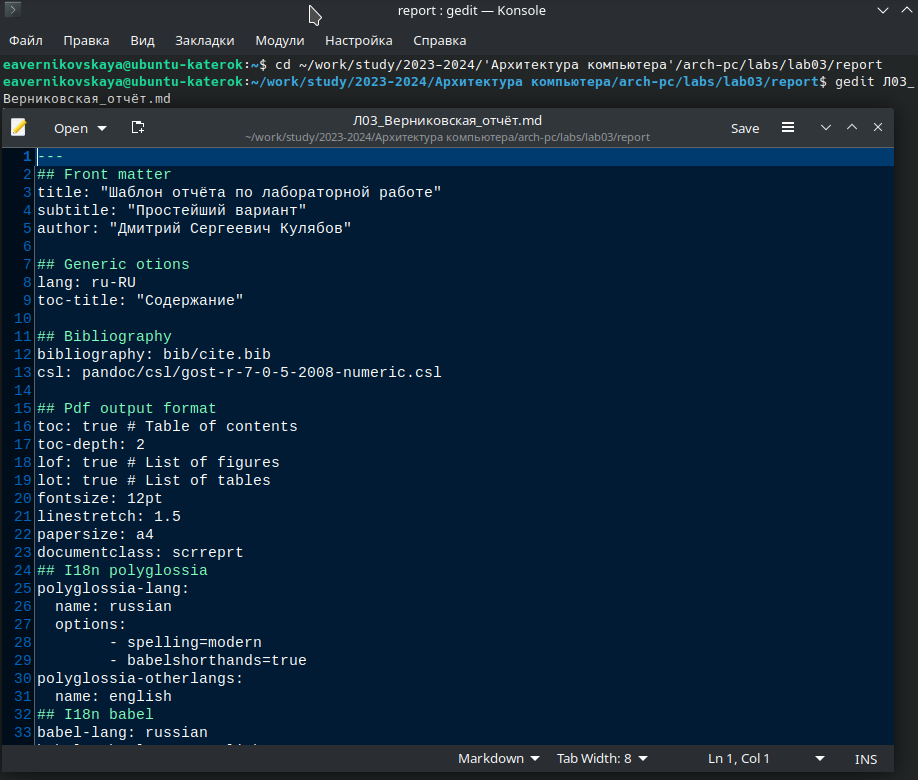 report : gedit — Konsole
Файл Правка Вид Закладки Модули Настройка Справка
eavernikovskaya@ubuntu-katerok:~$ cd ~/work/study/2023-2024/'Архитектура компьютера'/arch-pc/labs/lab03/report
eavernikovskaya@ubuntu-katerok:~/work/study/2023-2024/Архитектура компьютера/arch-pc/labs/lab03/report$ gedit Л03_
Верниковская_отчёт.md
Open
Л03_Верниковская_отчёт.md
~/work/study/2023-2024/Архитектура компьютера/arch-pc/labs/lab03/report
Save
1 ---
2 ## Front matter
3 title: "Шаблон отчёта по лабораторной работе"
4 subtitle: "Простейший вариант"
5 author: "Дмитрий Сергеевич Кулябов"
6
7 ## Generic otions
8 lang: ru-RU
9 toc-title: "Содержание"
10
11 ## Bibliography
12 bibliography: bib/cite.bib
13 csl: pandoc/csl/gost-r-7-0-5-2008-numeric.csl
14
15 ## Pdf output format
16 toc: true # Table of contents
17 toc-depth: 2
18 lof: true # List of figures
19 lot: true # List of tables
20 fontsize: 12pt
21 linestretch: 1.5
22 papersize: a4
23 documentclass: scrreprt
24 ## I18n polyglossia
25 polyglossia-lang:
26   name: russian
27   options:
28         - spelling=modern
29         - babelshorthands=true
30 polyglossia-otherlangs:
31   name: english
32 ## I18n babel
33 babel-lang: russian
Markdown Tab Width: 8 Ln 1, Col 1 INS